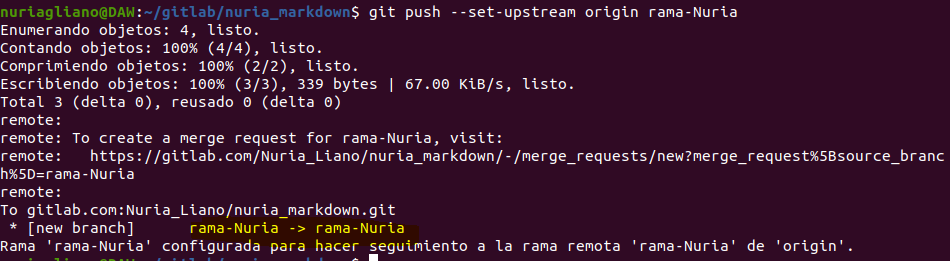 nuriagliano@DAW:~/gitlab/nuria_markdown$ git push --set-upstream origin rama-Nuria
Enumerando objetos: 4, listo.
Contando objetos: 100% (4/4), listo.
Comprimiendo objetos: 100% (2/2), listo.
Escribiendo objetos: 100% (3/3), 339 bytes | 67.00 KiB/s, listo.
Total 3 (delta 0), reusado 0 (delta 0)
remote:
remote: To create a merge request for rama-Nuria, visit:
remote:   https://gitlab.com/Nuria_Liano/nuria_markdown/-/merge_requests/new?merge_request%5Bsource_branc
h%5D=rama-Nuria
remote:
To gitlab.com:Nuria_Liano/nuria_markdown.git
 * [new branch]      rama-Nuria -> rama-Nuria
Rama 'rama-Nuria' configurada para hacer seguimiento a la rama remota 'rama-Nuria' de 'origin'.